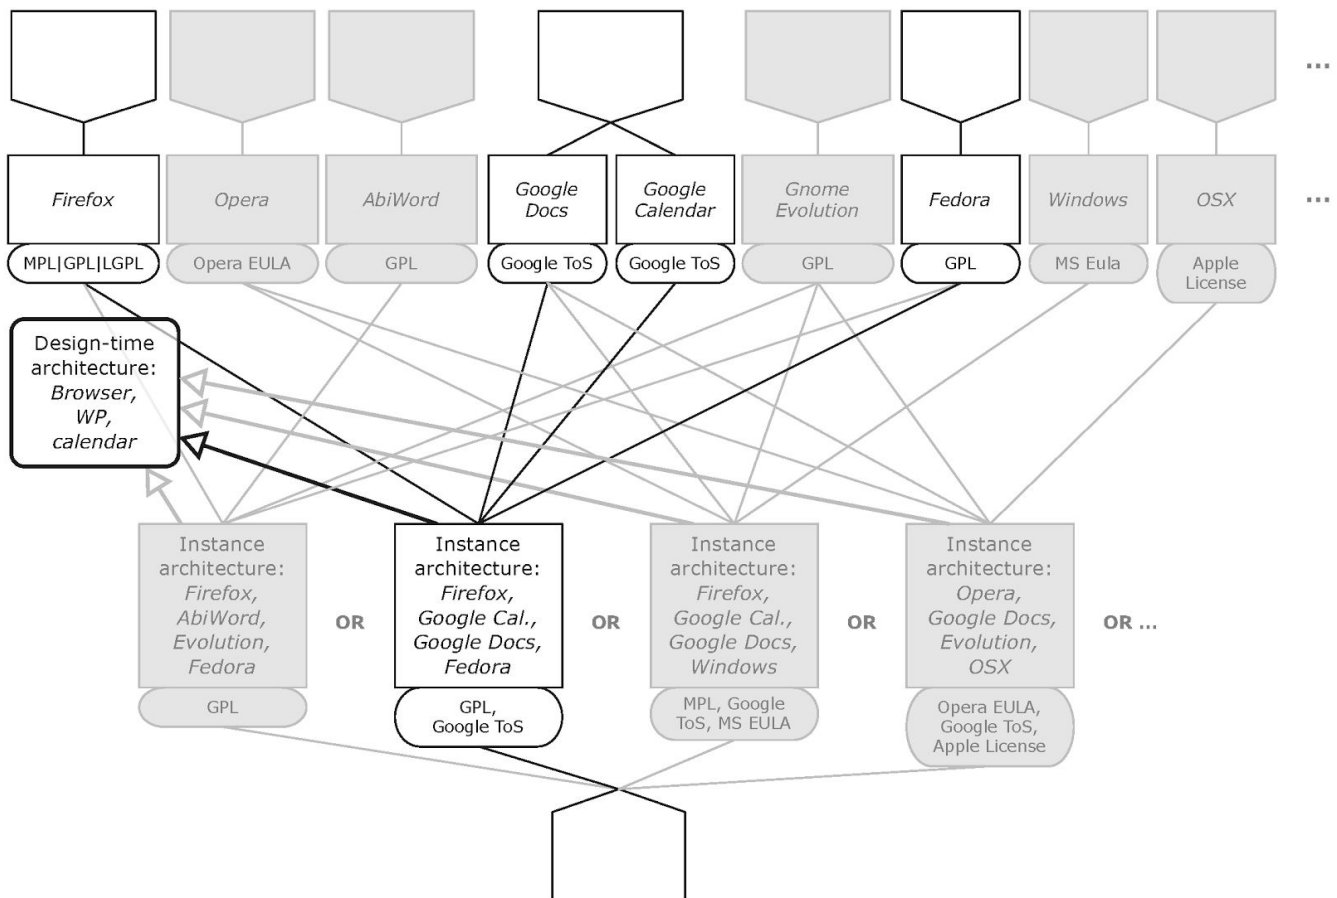 ...
Firefox
Opera
AbiWord
Google
Docs
Google
Calendar
Gnome
Evolution
Fedora
Windows
OSX
...
MPL|GPL|LGPL
Opera EULA
GPL
Google ToS
Google ToS
GPL
GPL
MS Eula
Apple
License
Design-time
architecture:
Browser,
WP,
calendar
Instance
architecture:
Firefox,
AbiWord,
Evolution,
Fedora
GPL
OR
Instance
architecture:
Firefox,
Google Cal.,
Google Docs,
Fedora
GPL,
Google ToS
OR
Instance
architecture:
Firefox,
Google Cal.,
Google Docs,
Windows
MPL, Google
ToS, MS EULA
OR
Instance
architecture:
Opera,
Google Docs,
Evolution,
OSX
Opera EULA,
Google ToS,
Apple License
OR ...